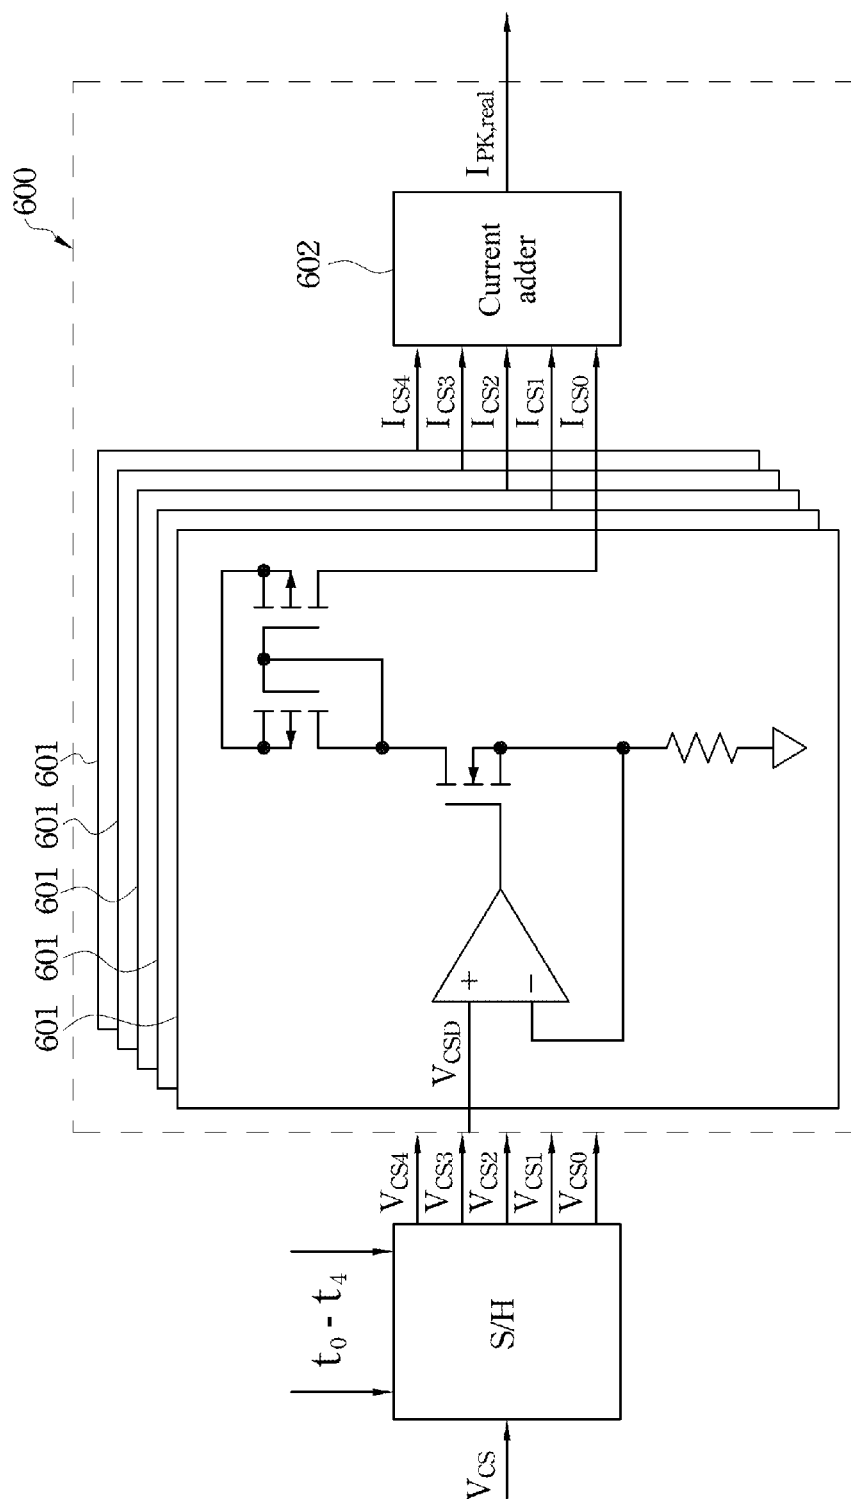 600
601
601
601
601
601
602
V_CS
t_0 - t_4
S/H
V_CS4
V_CS3
V_CS2
V_CS1
V_CS0
V_CSD
+
−
I_CS4
I_CS3
I_CS2
I_CS1
I_CS0
Current
adder
I_PK,real